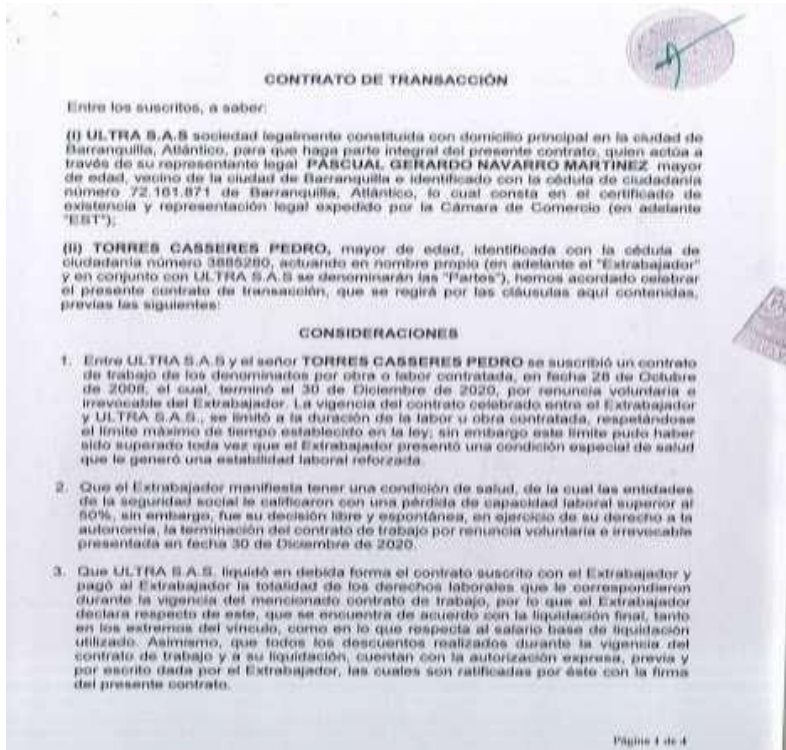 CONTRATO DE TRANSACCIÓN
Entre los suscritos, a saber:
(i) ULTRA S.A.S sociedad legalmente constituida con domicilio principal en la ciudad de
Barranquilla, Atlántico, para que haga parte integral del presente contrato, quien actúa a
través de su representante legal PASCUAL GERARDO NAVARRO MARTINEZ mayor
de edad, vecino de la ciudad de Barranquilla e identificado con la cédula de ciudadanía
número 72.161.871 de Barranquilla, Atlántico, lo cual consta en el certificado de
existencia y representación legal expedido por la Cámara de Comercio (en adelante
"EST");
(ii) TORRES CASSERES PEDRO, mayor de edad, identificada con la cédula de
ciudadanía número 3885280, actuando en nombre propio (en adelante el "Extrabajador"
y en conjunto con ULTRA S.A.S se denominarán las "Partes"), hemos acordado celebrar
el presente contrato de transacción, que se regirá por las cláusulas aquí contenidas,
previas las siguientes:
CONSIDERACIONES
1. Entre ULTRA S.A.S y el señor TORRES CASSERES PEDRO se suscribió un contrato
de trabajo de los denominados por obra o labor contratada, en fecha 28 de Octubre
de 2008, el cual, terminó el 30 de Diciembre de 2020, por renuncia voluntaria e
irrevocable del Extrabajador. La vigencia del contrato celebrado entre el Extrabajador
y ULTRA S.A.S., se limitó a la duración de la labor u obra contratada, respetándose
el límite máximo de tiempo establecido en la ley; sin embargo este límite pudo haber
sido superado toda vez que el Extrabajador presentó una condición especial de salud
que le generó una estabilidad laboral reforzada.
2. Que el Extrabajador manifiesta tener una condición de salud, de la cual las entidades
de la seguridad social le calificaron con una pérdida de capacidad laboral superior al
50%, sin embargo, fue su decisión libre y espontánea, en ejercicio de su derecho a la
autonomía, la terminación del contrato de trabajo por renuncia voluntaria e irrevocable
presentada en fecha 30 de Diciembre de 2020.
3. Que ULTRA S.A.S. liquidó en debida forma el contrato suscrito con el Extrabajador y
pagó al Extrabajador la totalidad de los derechos laborales que le correspondieron
durante la vigencia del mencionado contrato de trabajo, por lo que el Extrabajador
declara respecto de este, que se encuentra de acuerdo con la liquidación final, tanto
en los extremos del vínculo, como en lo que respecta al salario base de liquidación
utilizado. Asimismo, que todos los descuentos realizados durante la vigencia del
contrato de trabajo y a su liquidación, cuentan con la autorización expresa, previa y
por escrito dada por el Extrabajador, las cuales son ratificadas por éste con la firma
del presente contrato.
Página 1 de 4